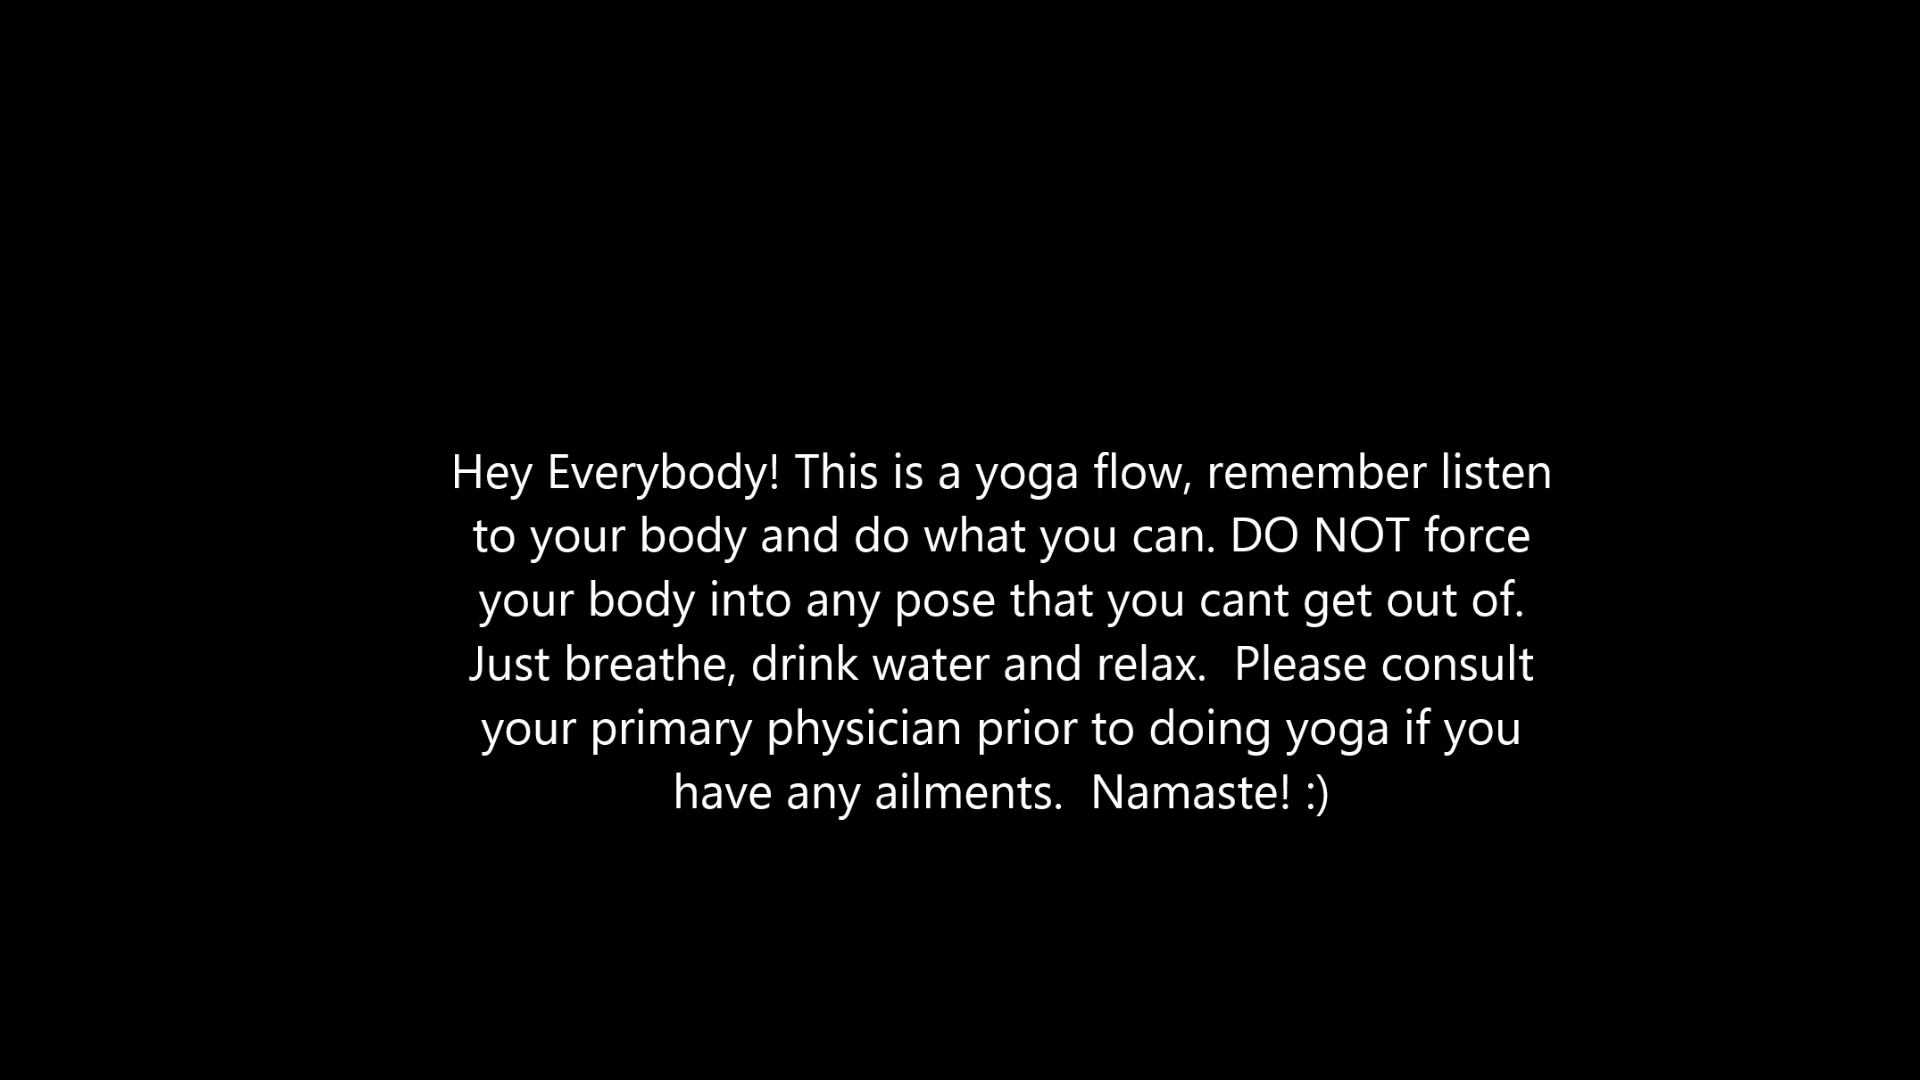 Hey Everybody! This is a yoga flow, remember listen
to your body and do what you can. DO NOT force
your body into any pose that you cant get out of.
Just breathe, drink water and relax.  Please consult
your primary physician prior to doing yoga if you
have any ailments.  Namaste! :)